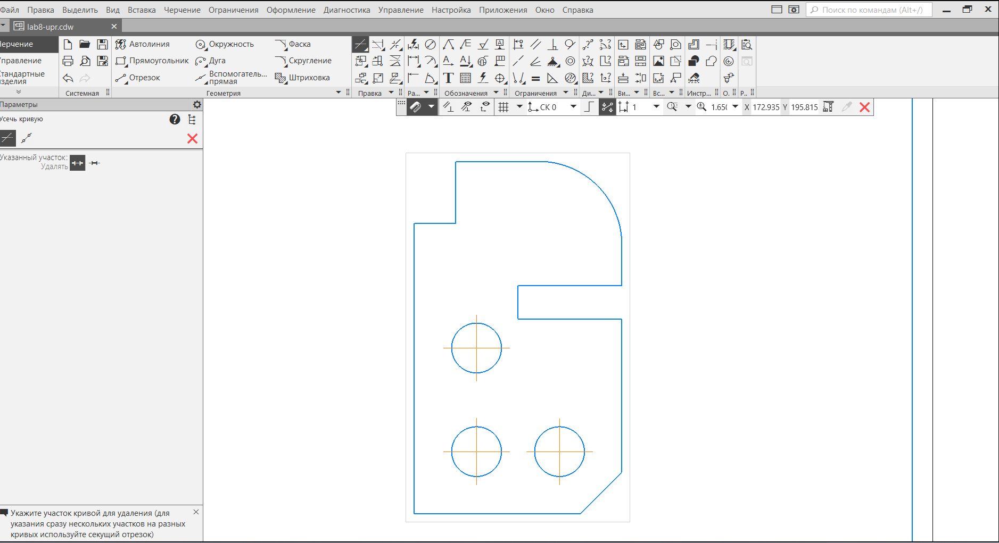 Файл Правка Выделить Вид Вставка Черчение Ограничения Оформление Диагностика Управление Настройка Приложения Окно Справка Поиск по командам (Alt+/)
lab8-upr.cdw
Черчение Автолиния Окружность Фаска
Управление Прямоугольник Дуга Скругление
Стандартные изделия Отрезок Вспомогатель... прямая Штриховка
Системная Геометрия Правка Ра... Обозначения Ограничения Ди... Ви... Вс... Инстр... О. Р..
Параметры СК 0 1 1.650 X 172.935 Y 195.815
Усечь кривую
Указанный участок:
Удалять
Укажите участок кривой для удаления (для
указания сразу нескольких участков на разных
кривых используйте секущий отрезок)